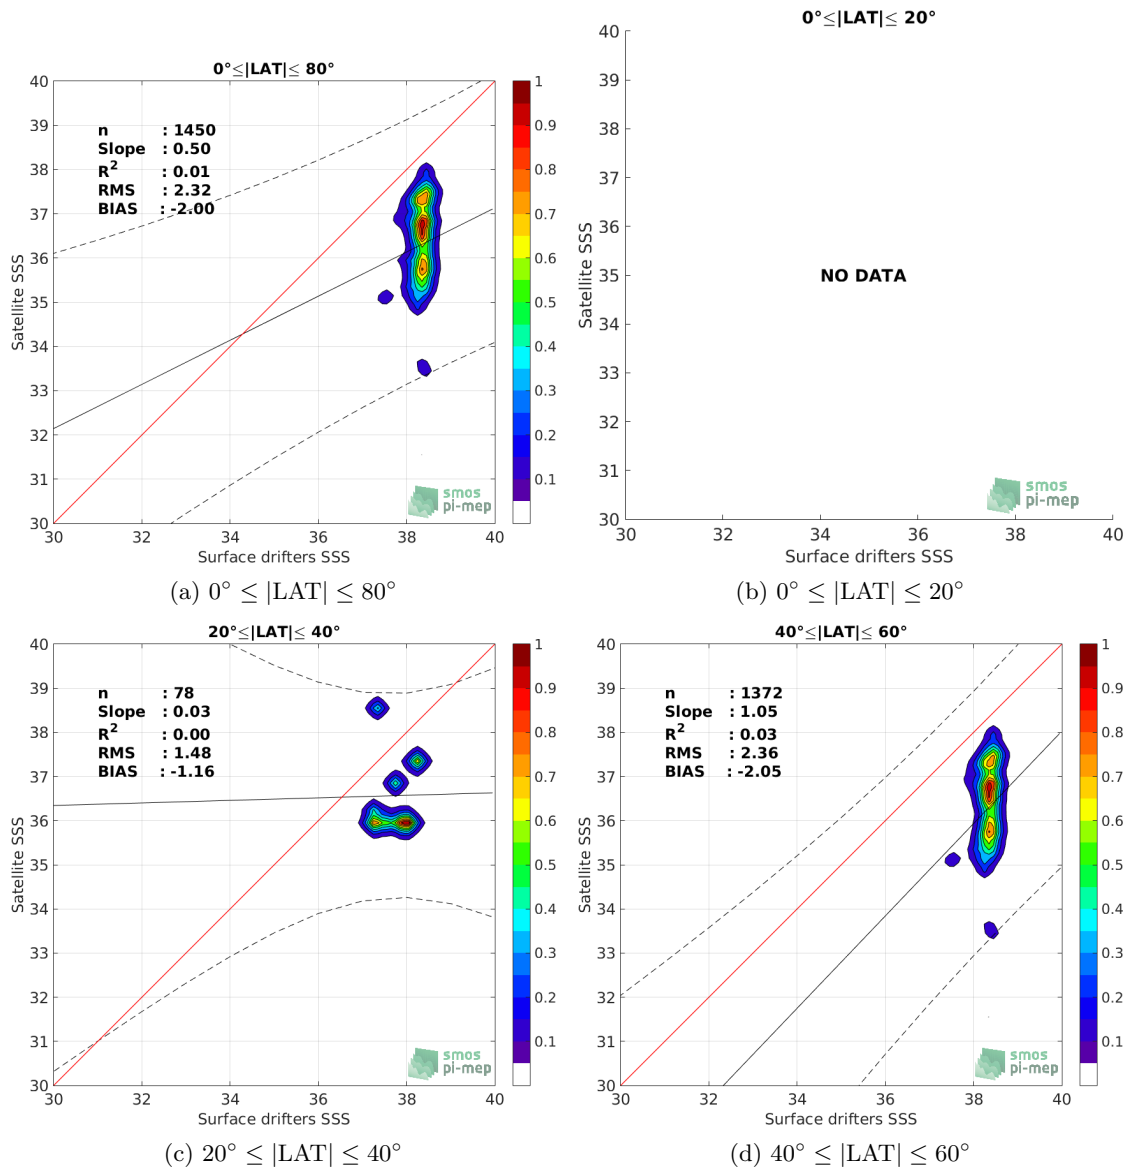 0°≤|LAT|≤ 80°
40
39
38
37
36
35
34
33
32
31
30
Satellite SSS
n : 1450
Slope : 0.50
R² : 0.01
RMS : 2.32
BIAS : -2.00
1
0.9
0.8
0.7
0.6
0.5
0.4
0.3
0.2
0.1
smos
pi-mep
30 32 34 36 38 40
Surface drifters SSS
(a) 0° ≤ |LAT| ≤ 80°
0°≤|LAT|≤ 20°
40
39
38
37
36
35
34
33
32
31
30
Satellite SSS
NO DATA
smos
pi-mep
30 32 34 36 38 40
Surface drifters SSS
(b) 0° ≤ |LAT| ≤ 20°
20°≤|LAT|≤ 40°
40
39
38
37
36
35
34
33
32
31
30
Satellite SSS
n : 78
Slope : 0.03
R² : 0.00
RMS : 1.48
BIAS : -1.16
1
0.9
0.8
0.7
0.6
0.5
0.4
0.3
0.2
0.1
smos
pi-mep
30 32 34 36 38 40
Surface drifters SSS
(c) 20° ≤ |LAT| ≤ 40°
40°≤|LAT|≤ 60°
40
39
38
37
36
35
34
33
32
31
30
Satellite SSS
n : 1372
Slope : 1.05
R² : 0.03
RMS : 2.36
BIAS : -2.05
1
0.9
0.8
0.7
0.6
0.5
0.4
0.3
0.2
0.1
smos
pi-mep
30 32 34 36 38 40
Surface drifters SSS
(d) 40° ≤ |LAT| ≤ 60°